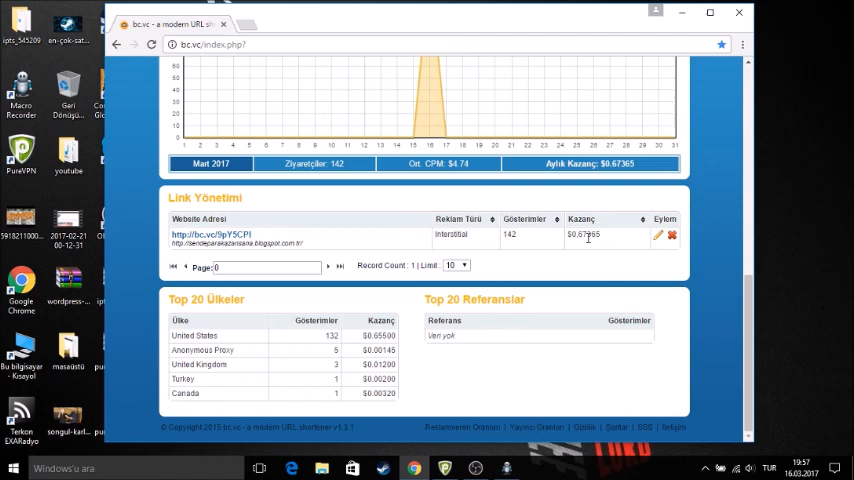 ipts_545209
en-çok-sat...
Macro
Recorder
Geri
Dönüşü...
PureVPN
youtube
5918211000...
2017-02-21
00-12-31
Google
Chrome
wordpress-...
Bu bilgisayar
- Kısayol
masaüstü
Terkon
EXARadyo
songul-karl...
bc.vc - a modern URL sho
bc.vc/index.php?
60
50
40
30
20
10
0
1 2 3 4 5 6 7 8 9 10 11 12 13 14 15 16 17 18 19 20 21 22 23 24 25 26 27 28 29 30 31
Mart 2017 Ziyaretçiler: 142 Ort. CPM: $4.74 Aylık Kazanç: $0.67365
Link Yönetimi
Website Adresi Reklam Türü Gösterimler Kazanç Eylem
http://bc.vc/9pY5CPI Interstitial 142 $0.67365
http://sendeparakazansana.blogspot.com.tr/
Page: 0 Record Count : 1 | Limit : 10
Top 20 Ülkeler
Ülke Gösterimler Kazanç
United States 132 $0.65500
Anonymous Proxy 5 $0.00145
United Kingdom 3 $0.01200
Turkey 1 $0.00200
Canada 1 $0.00320
Top 20 Referanslar
Referans Gösterimler
Veri yok
© Copyright 2015 bc.vc - a modern URL shortener v.1.3.1 Reklamveren Oranları | Yayıncı Oranları | Gizlilik | Şartlar | SSS | İletişim
Windows'u ara
TUR
19:57
16.03.2017